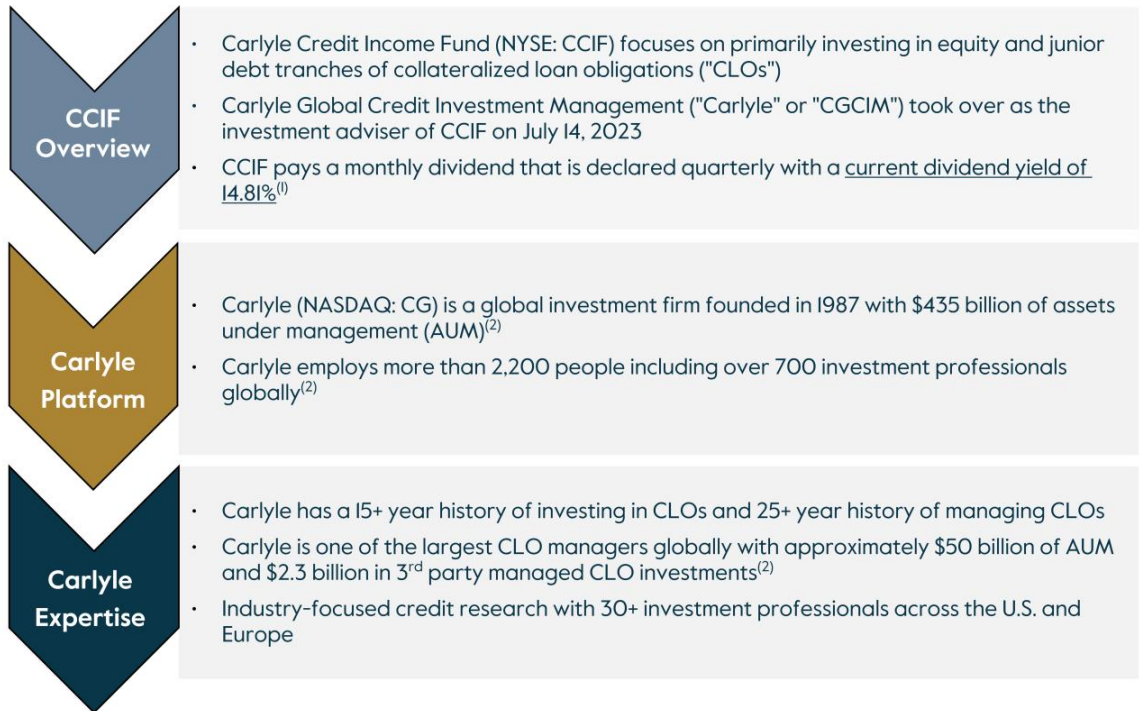 CCIF
Overview
• Carlyle Credit Income Fund (NYSE: CCIF) focuses on primarily investing in equity and junior
debt tranches of collateralized loan obligations ("CLOs")
• Carlyle Global Credit Investment Management ("Carlyle" or "CGCIM") took over as the
investment adviser of CCIF on July 14, 2023
• CCIF pays a monthly dividend that is declared quarterly with a current dividend yield of
14.81%(1)
Carlyle
Platform
• Carlyle (NASDAQ: CG) is a global investment firm founded in 1987 with $435 billion of assets
under management (AUM)(2)
• Carlyle employs more than 2,200 people including over 700 investment professionals
globally(2)
Carlyle
Expertise
• Carlyle has a 15+ year history of investing in CLOs and 25+ year history of managing CLOs
• Carlyle is one of the largest CLO managers globally with approximately $50 billion of AUM
and $2.3 billion in 3rd party managed CLO investments(2)
• Industry-focused credit research with 30+ investment professionals across the U.S. and
Europe